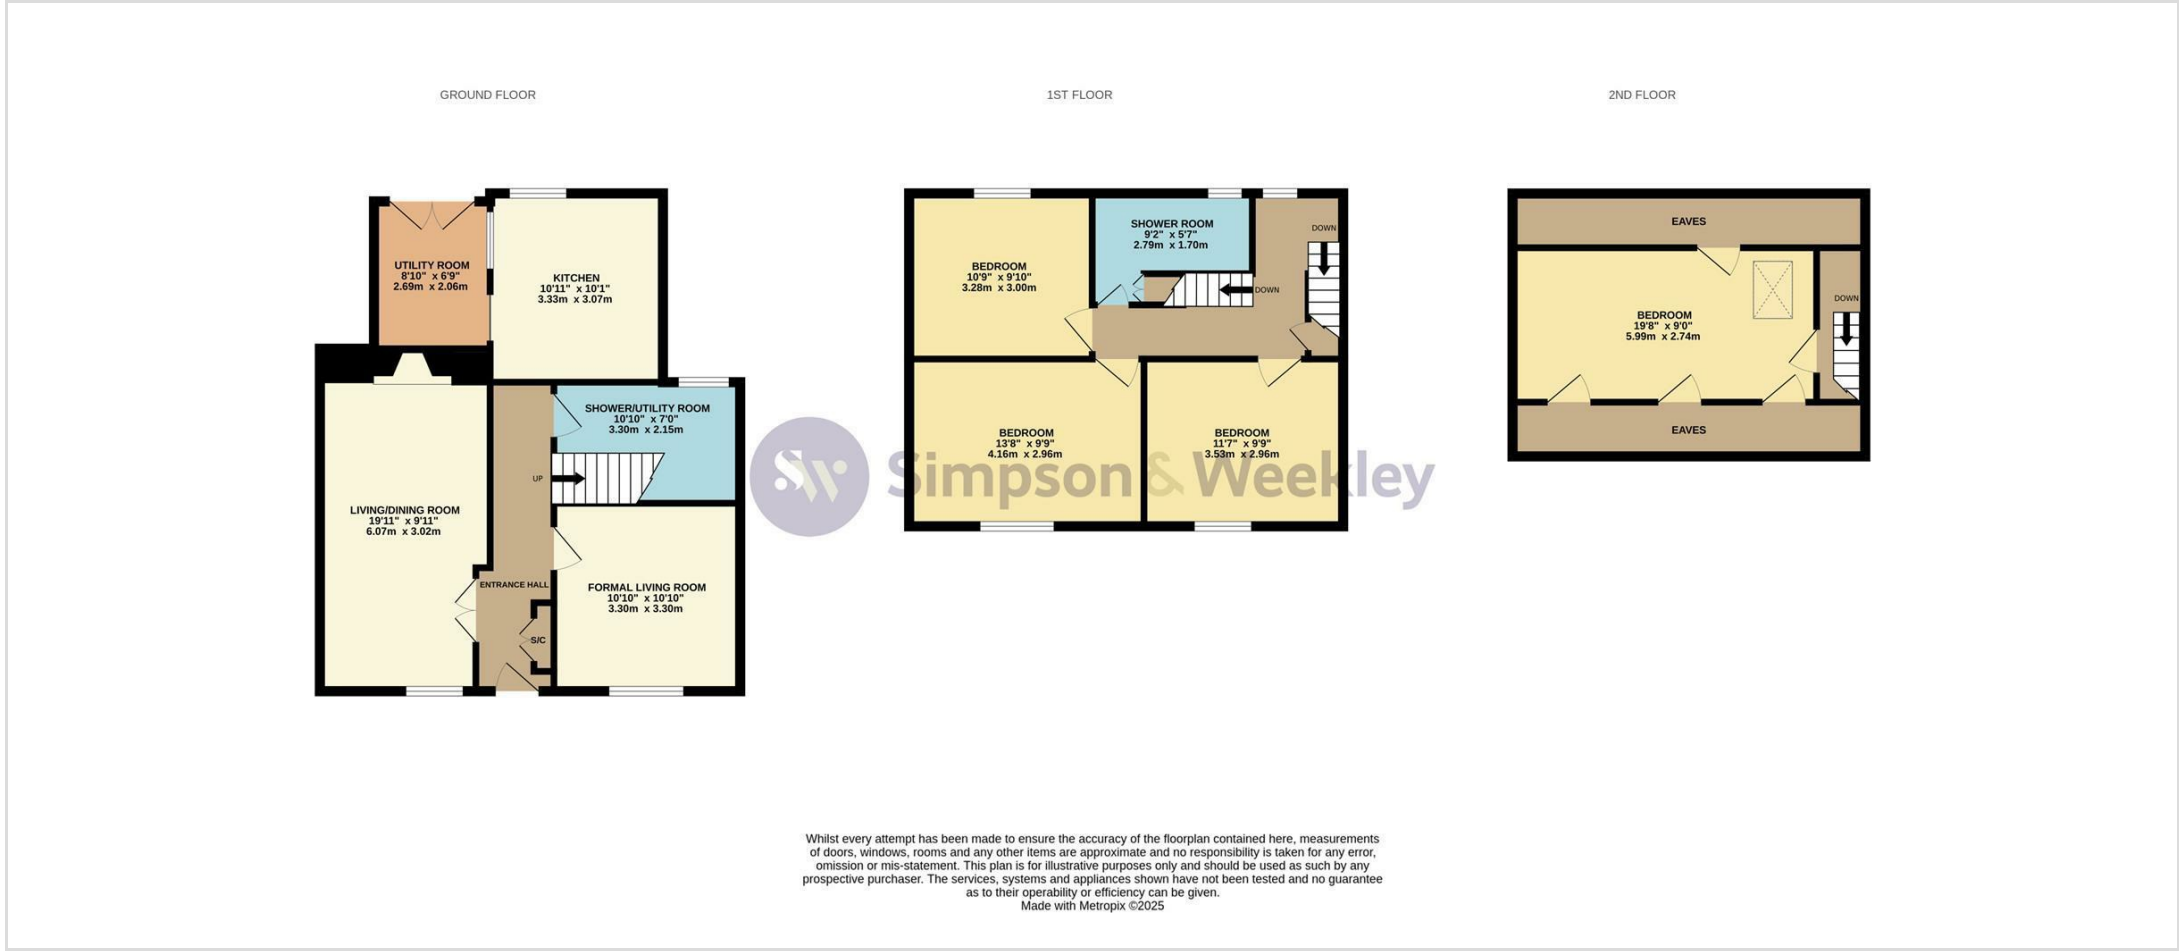 GROUND FLOOR
UTILITY ROOM
8'10" x 6'9"
2.69m x 2.06m
KITCHEN
10'11" x 10'1"
3.33m x 3.07m
SHOWER/UTILITY ROOM
10'10" x 7'0"
3.30m x 2.15m
UP
LIVING/DINING ROOM
19'11" x 9'11"
6.07m x 3.02m
ENTRANCE HALL
FORMAL LIVING ROOM
10'10" x 10'10"
3.30m x 3.30m
S/C
1ST FLOOR
SHOWER ROOM
9'2" x 5'7"
2.79m x 1.70m
DOWN
BEDROOM
10'9" x 9'10"
3.28m x 3.00m
DOWN
BEDROOM
13'8" x 9'9"
4.16m x 2.96m
BEDROOM
11'7" x 9'9"
3.53m x 2.96m
SW Simpson & Weekley
2ND FLOOR
EAVES
BEDROOM
19'8" x 9'0"
5.99m x 2.74m
DOWN
EAVES
Whilst every attempt has been made to ensure the accuracy of the floorplan contained here, measurements
of doors, windows, rooms and any other items are approximate and no responsibility is taken for any error,
omission or mis-statement. This plan is for illustrative purposes only and should be used as such by any
prospective purchaser. The services, systems and appliances shown have not been tested and no guarantee
as to their operability or efficiency can be given.
Made with Metropix ©2025